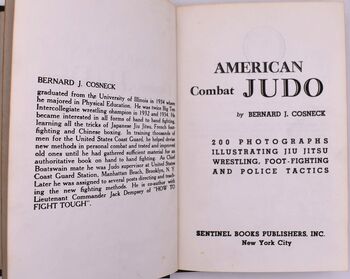 BERNARD J. COSNECK
graduated from the University of Illinois in 1934 where
he majored in Physical Education. He was twice Big Ten
Intercollegiate wrestling champion in 1932 and 1934. He
became interested in all forms of hand to hand fighting,
learning all the tricks of Japanese Jiu Jitsu, French foot-
fighting and Chinese boxing. In training thousands of
men for the United States Coast Guard, he helped devise
new methods in personal combat and tested and improved
old ones until he had gathered sufficient material for an
authoritative book on hand to hand fighting. As Chief
Boatswain mate he was Judo supervisor at United States
Coast Guard Station, Manhattan Beach, Brooklyn, N. Y.
Later he was assigned to several posts directing and teach-
ing the new fighting methods. He is co-author with
Lieutenant Commander Jack Dempsey of "HOW TO
FIGHT TOUGH".
AMERICAN
Combat JUDO
by BERNARD J. COSNECK
200 PHOTOGRAPHS
ILLUSTRATING JIU JITSU
WRESTLING, FOOT-FIGHTING
AND POLICE TACTICS
SENTINEL BOOKS PUBLISHERS, INC.
New York City